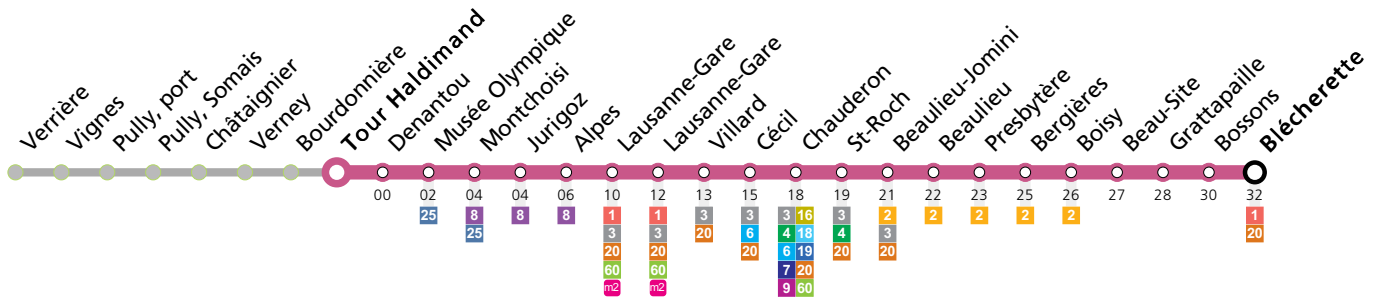 Verrière
Vignes
Pully, port
Pully, Somais
Châtaignier
Verney
Bourdonnière
Tour Haldimand
Denantou
Musée Olympique
Montchoisi
Jurigoz
Alpes
Lausanne-Gare
Lausanne-Gare
Villard
Cécil
Chauderon
St-Roch
Beaulieu-Jomini
Beaulieu
Presbytère
Bergières
Boisy
Beau-Site
Grattapaille
Bossons
Blécherette
00 02 04 04 06 10 12 13 15 18 19 21 22 23 25 26 27 28 30 32
25 8 8 8 1 1 3 3 3 16 3 2 2 2 2 2 1
25 3 3 20 6 4 18 4 3 20
20 20 20 6 19 20 20
60 60 7 20
m2 m2 9 60